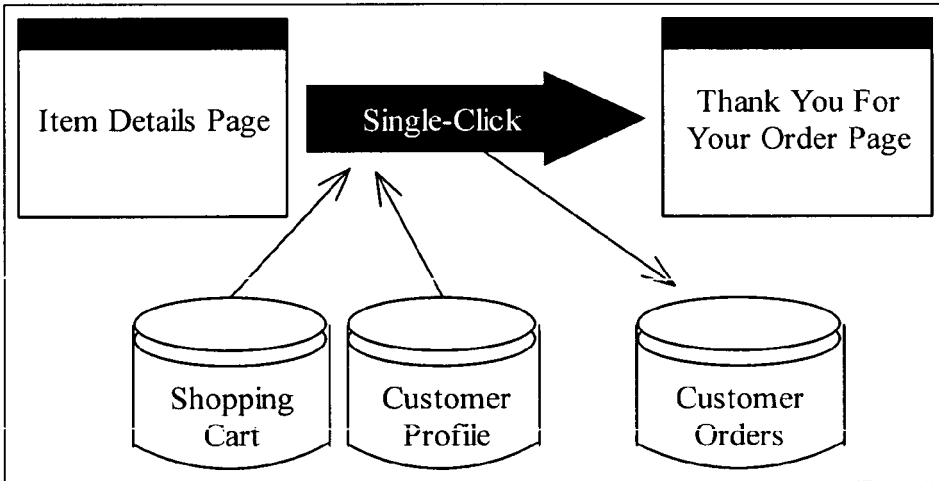 Item Details Page
Single-Click
Thank You For
Your Order Page
Shopping
Cart
Customer
Profile
Customer
Orders